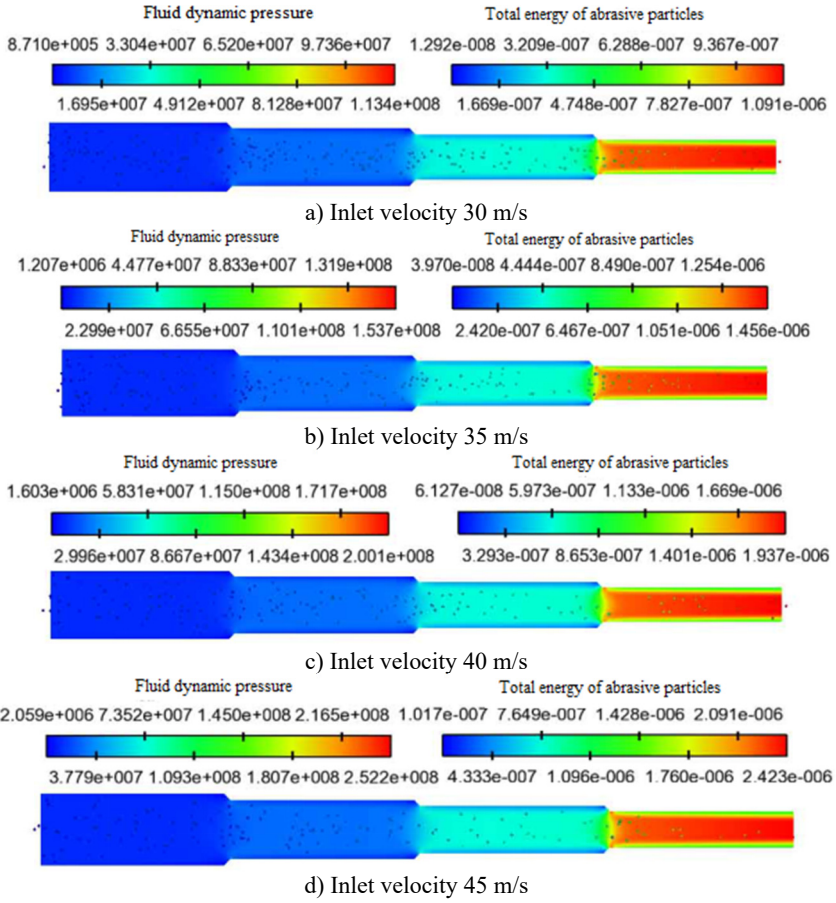 Fluid dynamic pressure Total energy of abrasive particles
8.710e+005 3.304e+007 6.520e+007 9.736e+007 1.292e-008 3.209e-007 6.288e-007 9.367e-007
1.695e+007 4.912e+007 8.128e+007 1.134e+008 1.669e-007 4.748e-007 7.827e-007 1.091e-006
a) Inlet velocity 30 m/s
Fluid dynamic pressure Total energy of abrasive particles
1.207e+006 4.477e+007 8.833e+007 1.319e+008 3.970e-008 4.444e-007 8.490e-007 1.254e-006
2.299e+007 6.655e+007 1.101e+008 1.537e+008 2.420e-007 6.467e-007 1.051e-006 1.456e-006
b) Inlet velocity 35 m/s
Fluid dynamic pressure Total energy of abrasive particles
1.603e+006 5.831e+007 1.150e+008 1.717e+008 6.127e-008 5.973e-007 1.133e-006 1.669e-006
2.996e+007 8.667e+007 1.434e+008 2.001e+008 3.293e-007 8.653e-007 1.401e-006 1.937e-006
c) Inlet velocity 40 m/s
Fluid dynamic pressure Total energy of abrasive particles
2.059e+006 7.352e+007 1.450e+008 2.165e+008 1.017e-007 7.649e-007 1.428e-006 2.091e-006
3.779e+007 1.093e+008 1.807e+008 2.522e+008 4.333e-007 1.096e-006 1.760e-006 2.423e-006
d) Inlet velocity 45 m/s